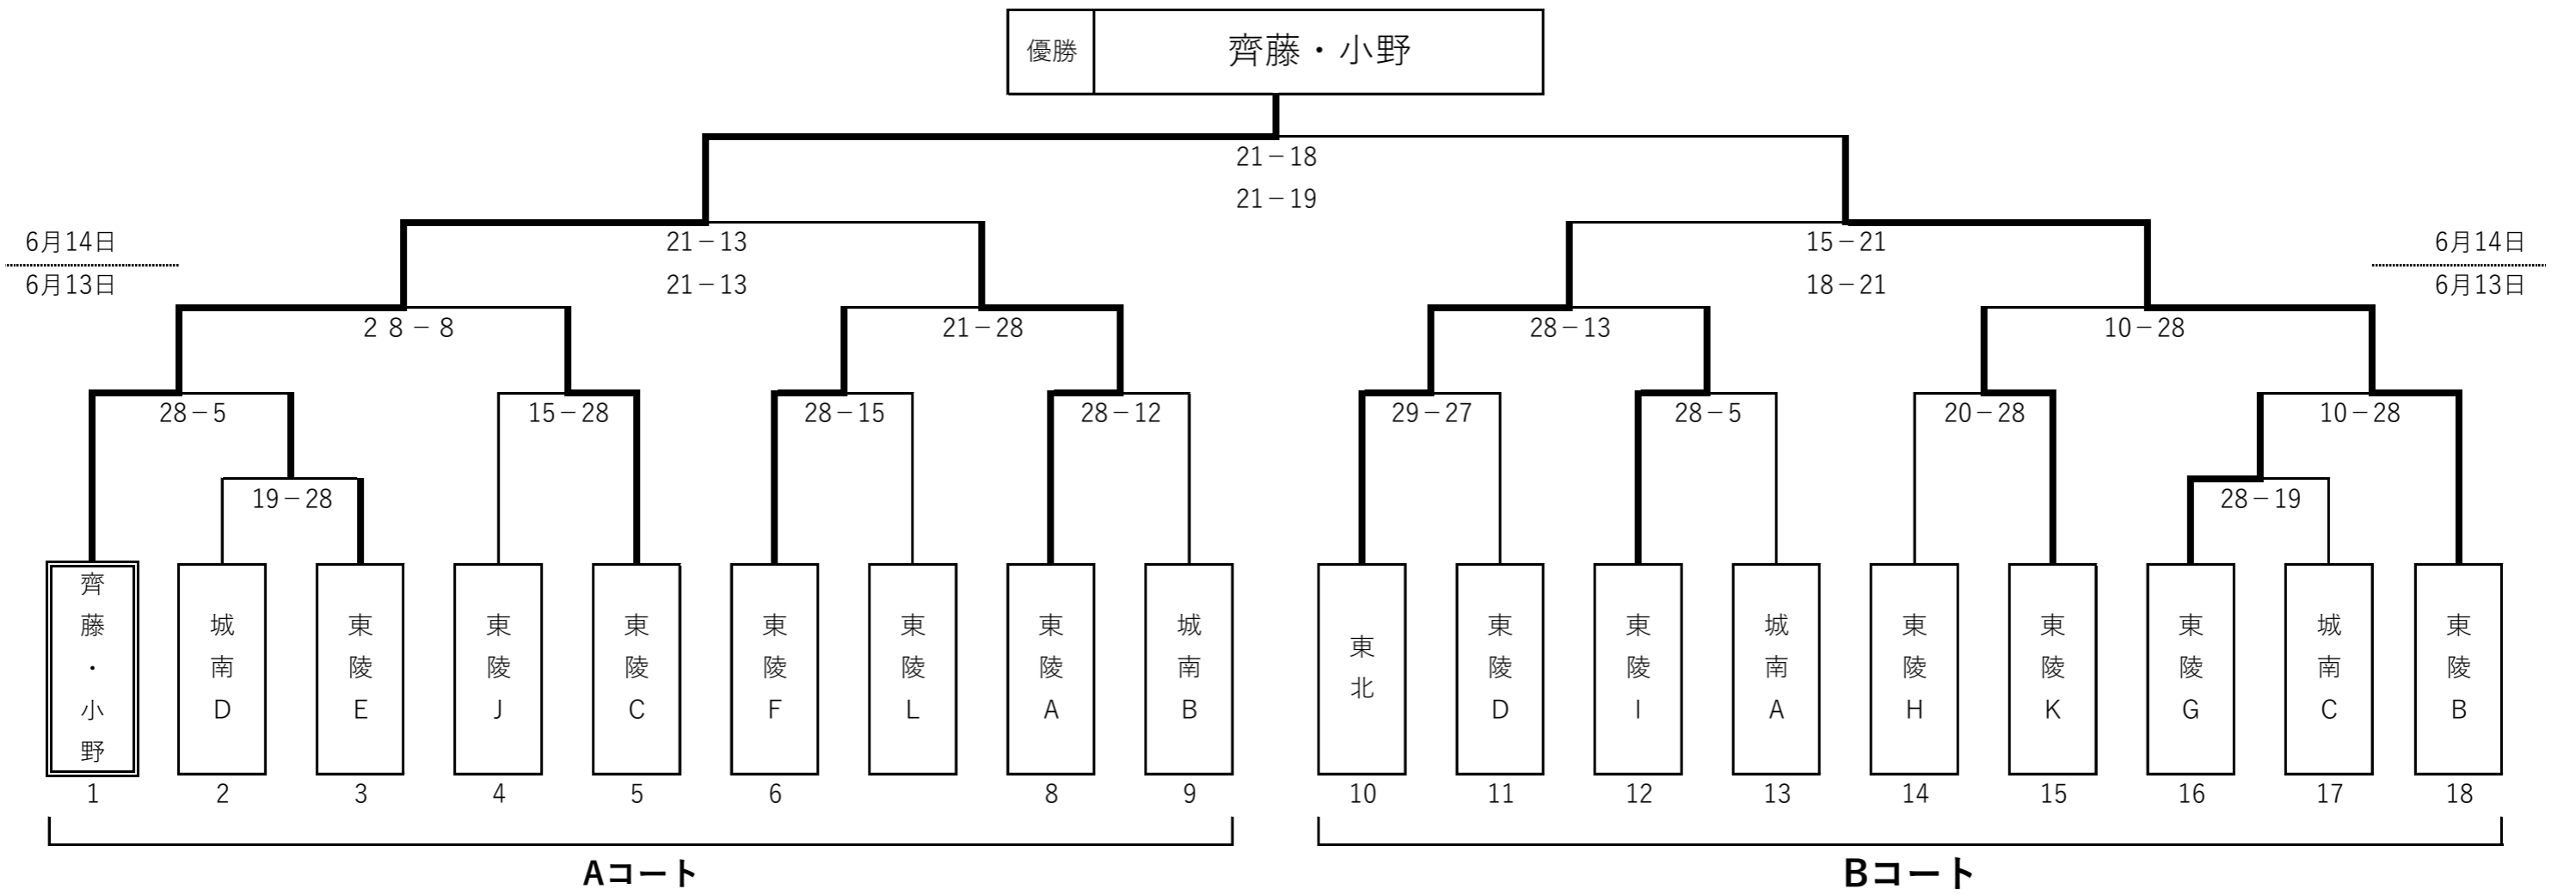 優勝 齊藤・小野
21－18
21－19
6月14日 21－13 15－21 6月14日
6月13日 21－13 18－21 6月13日
２８－8 21－28 28－13 10－28
28－5 15－28 28－15 28－12 29－27 28－5 20－28 10－28
19－28 28－19
齊藤・小野
城南D
東陵E
東陵J
東陵C
東陵F
東陵L
東陵A
城南B
東北
東陵D
東陵I
城南A
東陵H
東陵K
東陵G
城南C
東陵B
1 2 3 4 5 6 8 9 10 11 12 13 14 15 16 17 18
Aコート Bコート